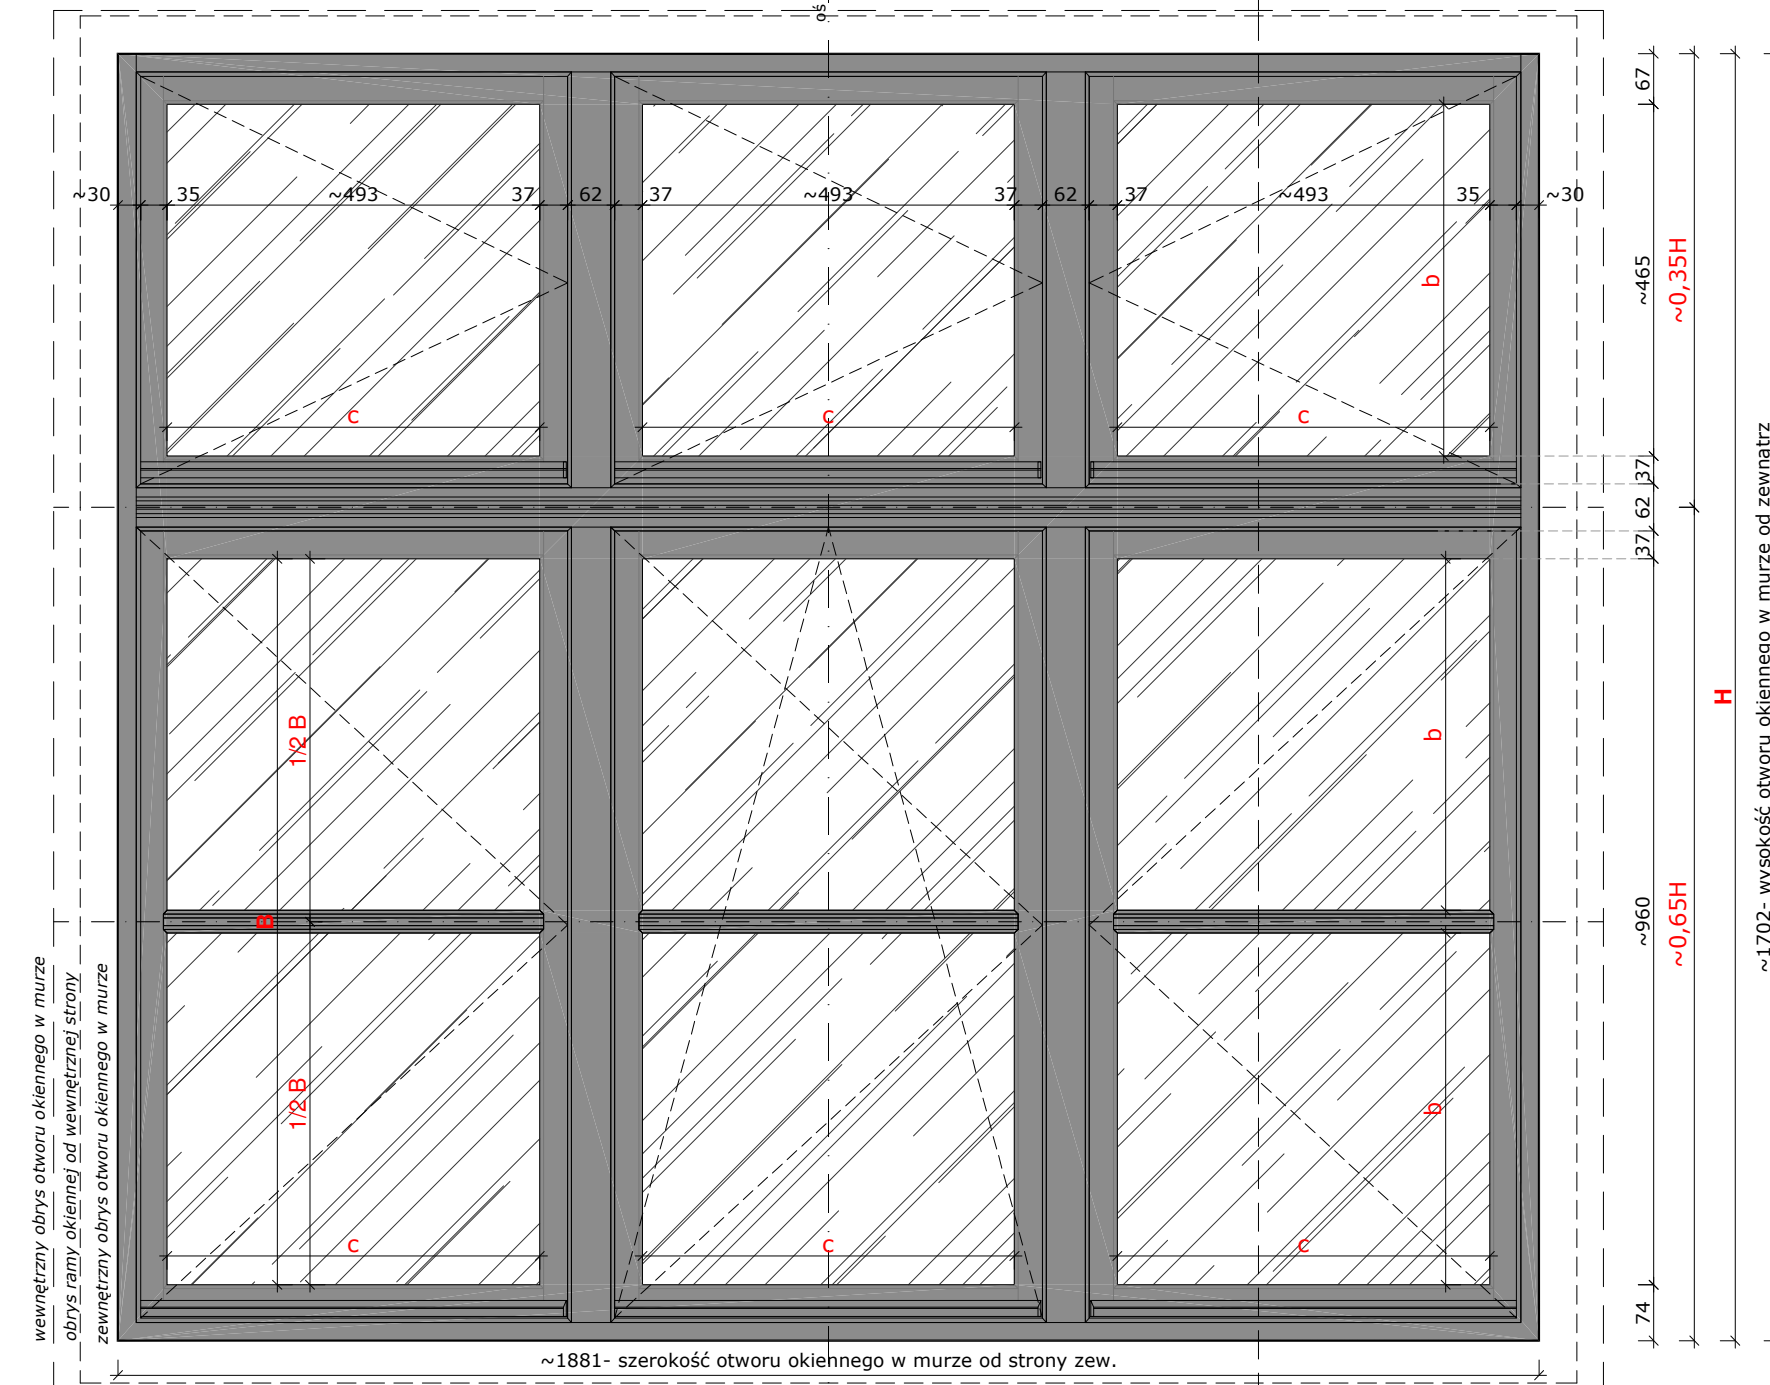 oś
67
~30 35 ~493 37 62 37 ~493 37 62 37 ~493 35 ~30
~465
~0,35H
b
c c c
37
62
37
1/2 B
b
H
~1702- wysokość otworu okiennego w murze od zewnątrz
B
~960
~0,65H
1/2 B
b
wewnętrzny obrys otworu okiennego w murze
obrys ramy okiennej od wewnętrznej strony
zewnętrzny obrys otworu okiennego w murze
c c c
74
~1881- szerokość otworu okiennego w murze od strony zew.